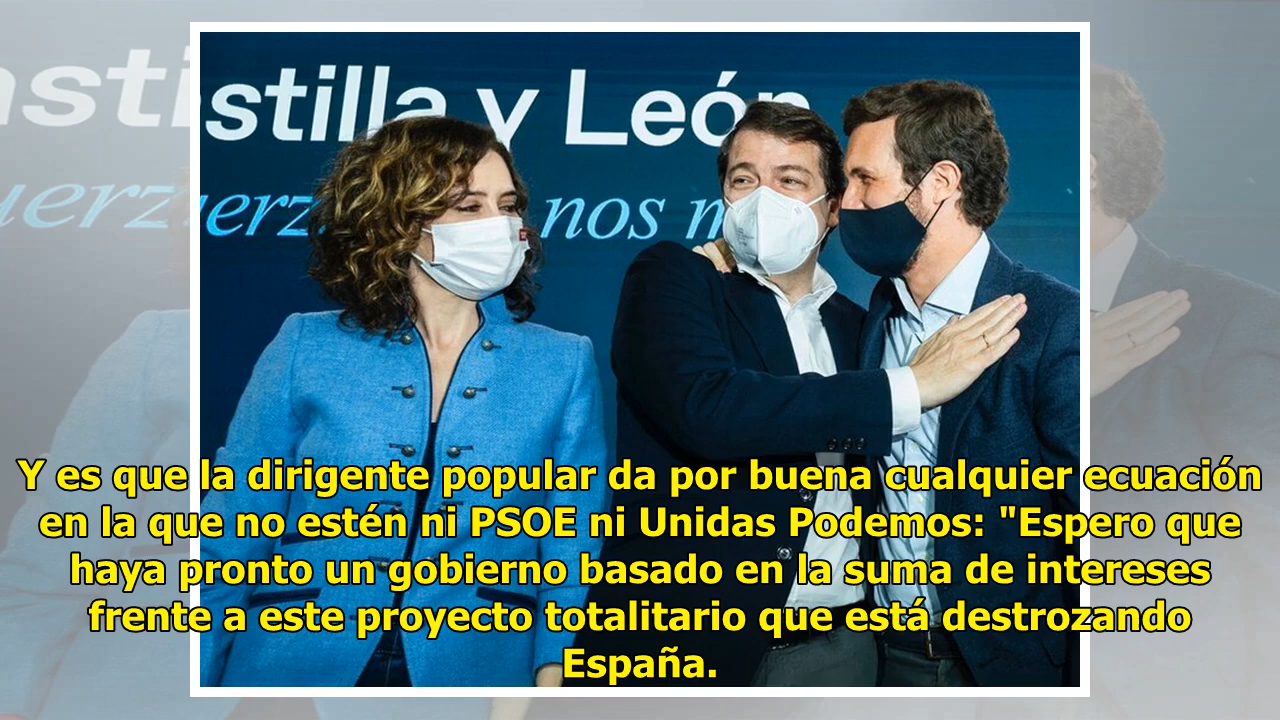 astilla y León
nos
Y es que la dirigente popular da por buena cualquier ecuación
en la que no estén ni PSOE ni Unidas Podemos: "Espero que
haya pronto un gobierno basado en la suma de intereses
frente a este proyecto totalitario que está destrozando
España.